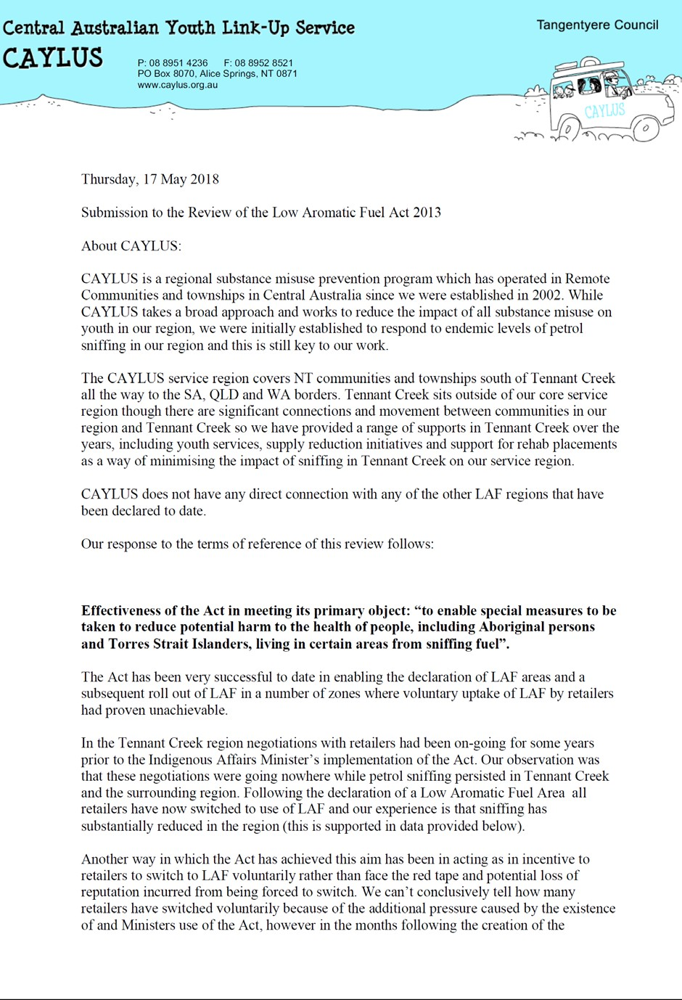 Central Australian Youth Link-Up Service
Tangentyere Council
CAYLUS
P: 08 8951 4236 F: 08 8952 8521
PO Box 8070, Alice Springs, NT 0871
www.caylus.org.au
CAYLUS
Thursday, 17 May 2018
Submission to the Review of the Low Aromatic Fuel Act 2013
About CAYLUS:
CAYLUS is a regional substance misuse prevention program which has operated in Remote
Communities and townships in Central Australia since we were established in 2002. While
CAYLUS takes a broad approach and works to reduce the impact of all substance misuse on
youth in our region, we were initially established to respond to endemic levels of petrol
sniffing in our region and this is still key to our work.
The CAYLUS service region covers NT communities and townships south of Tennant Creek
all the way to the SA, QLD and WA borders. Tennant Creek sits outside of our core service
region though there are significant connections and movement between communities in our
region and Tennant Creek so we have provided a range of supports in Tennant Creek over the
years, including youth services, supply reduction initiatives and support for rehab placements
as a way of minimising the impact of sniffing in Tennant Creek on our service region.
CAYLUS does not have any direct connection with any of the other LAF regions that have
been declared to date.
Our response to the terms of reference of this review follows:
Effectiveness of the Act in meeting its primary object: “to enable special measures to be
taken to reduce potential harm to the health of people, including Aboriginal persons
and Torres Strait Islanders, living in certain areas from sniffing fuel”.
The Act has been very successful to date in enabling the declaration of LAF areas and a
subsequent roll out of LAF in a number of zones where voluntary uptake of LAF by retailers
had proven unachievable.
In the Tennant Creek region negotiations with retailers had been on-going for some years
prior to the Indigenous Affairs Minister’s implementation of the Act. Our observation was
that these negotiations were going nowhere while petrol sniffing persisted in Tennant Creek
and the surrounding region. Following the declaration of a Low Aromatic Fuel Area all
retailers have now switched to use of LAF and our experience is that sniffing has
substantially reduced in the region (this is supported in data provided below).
Another way in which the Act has achieved this aim has been in acting as in incentive to
retailers to switch to LAF voluntarily rather than face the red tape and potential loss of
reputation incurred from being forced to switch. We can’t conclusively tell how many
retailers have switched voluntarily because of the additional pressure caused by the existence
of and Ministers use of the Act, however in the months following the creation of the